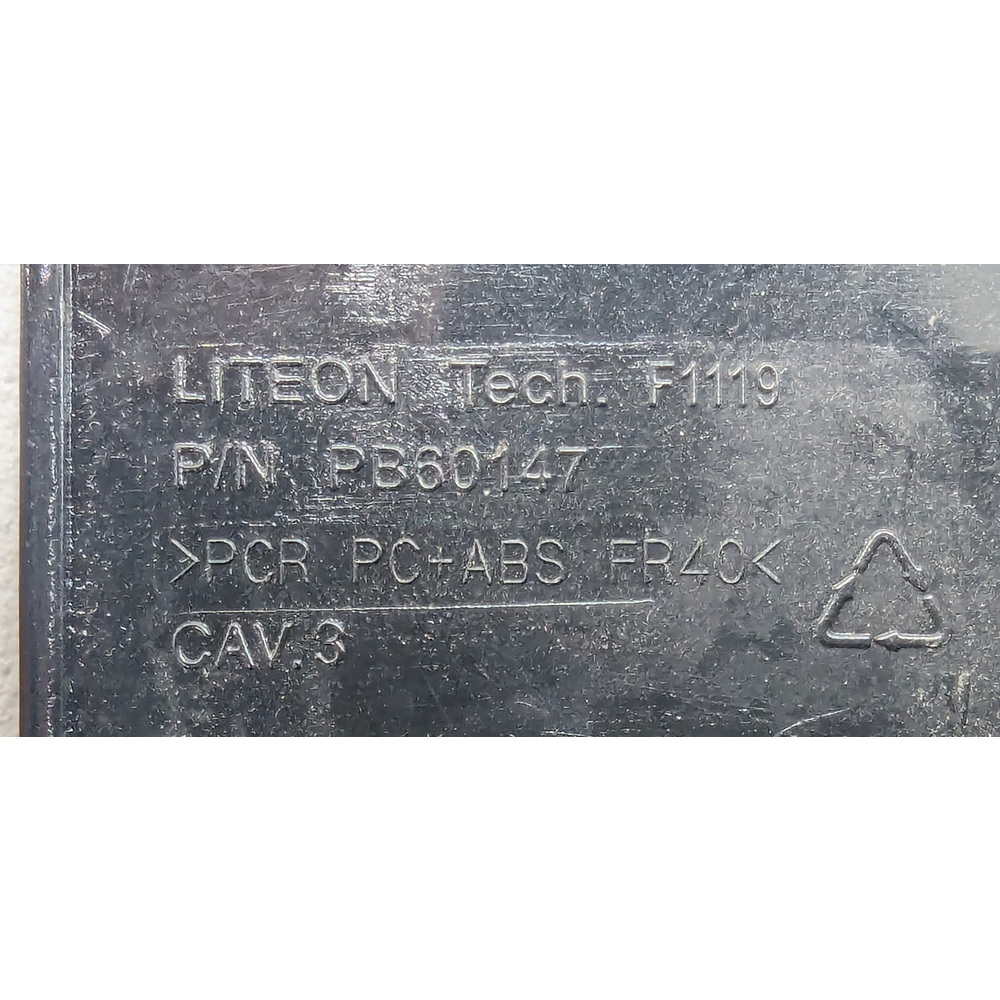 LITEON Tech. F1119
P/N PB60147
>PCR PC+ABS FR40<
CAV.3